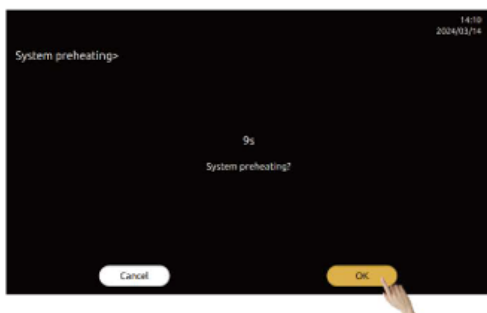 14:10
2024/03/14
System preheating>
9s
System preheating?
Cancel
OK